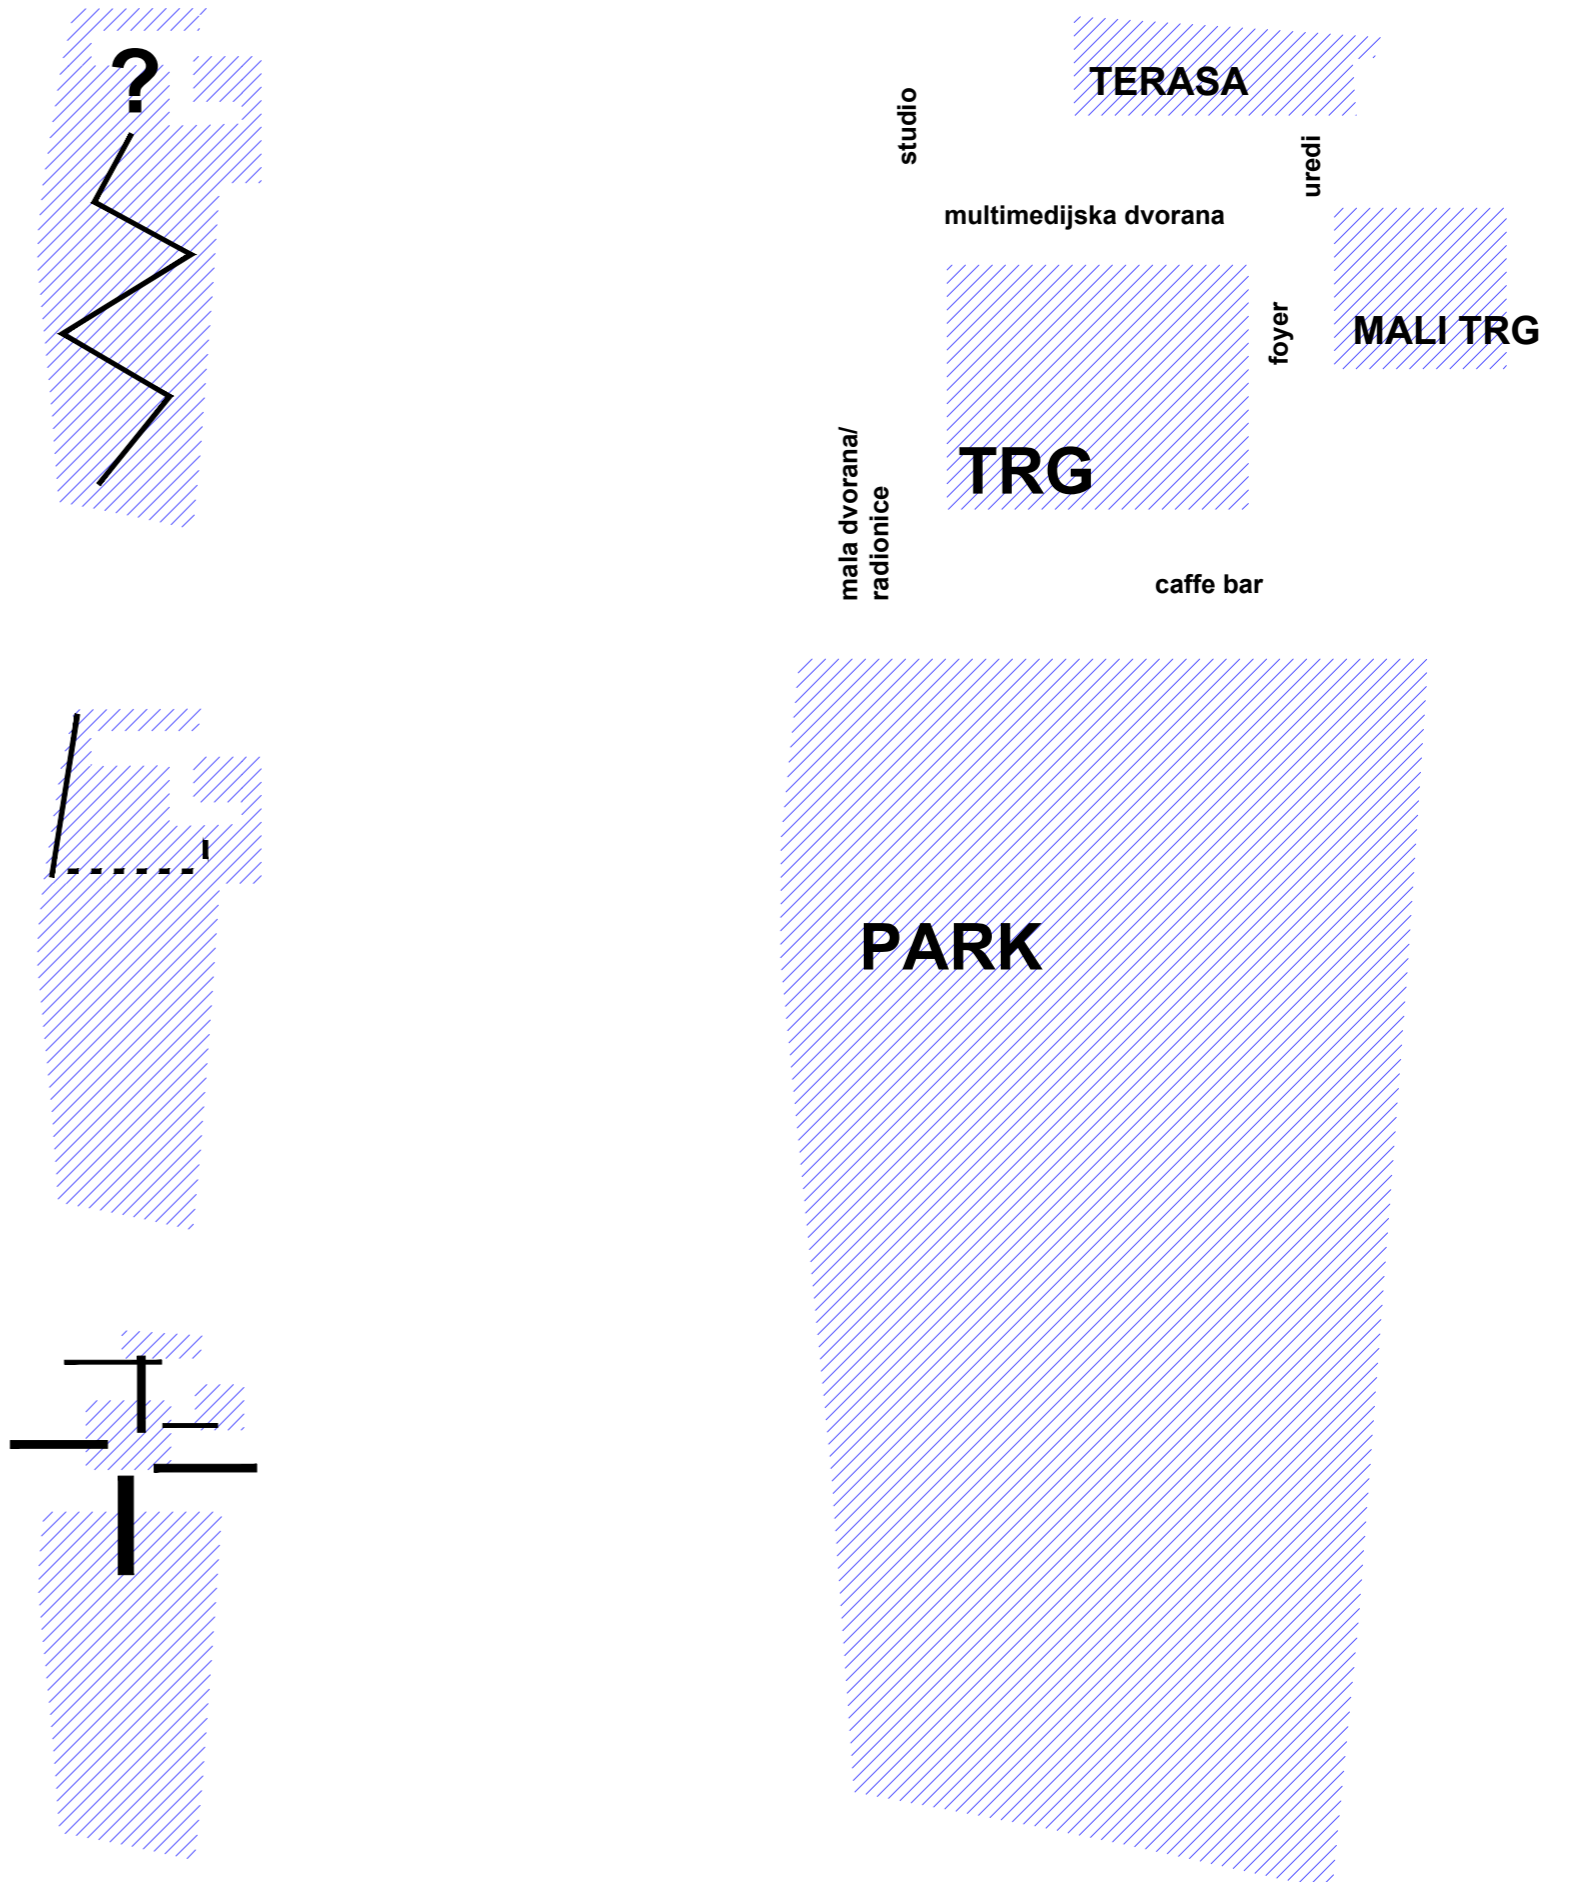 ?
TERASA
studio
uredi
multimedijska dvorana
foyer
MALI TRG
TRG
mala dvorana/
radionice
caffe bar
PARK